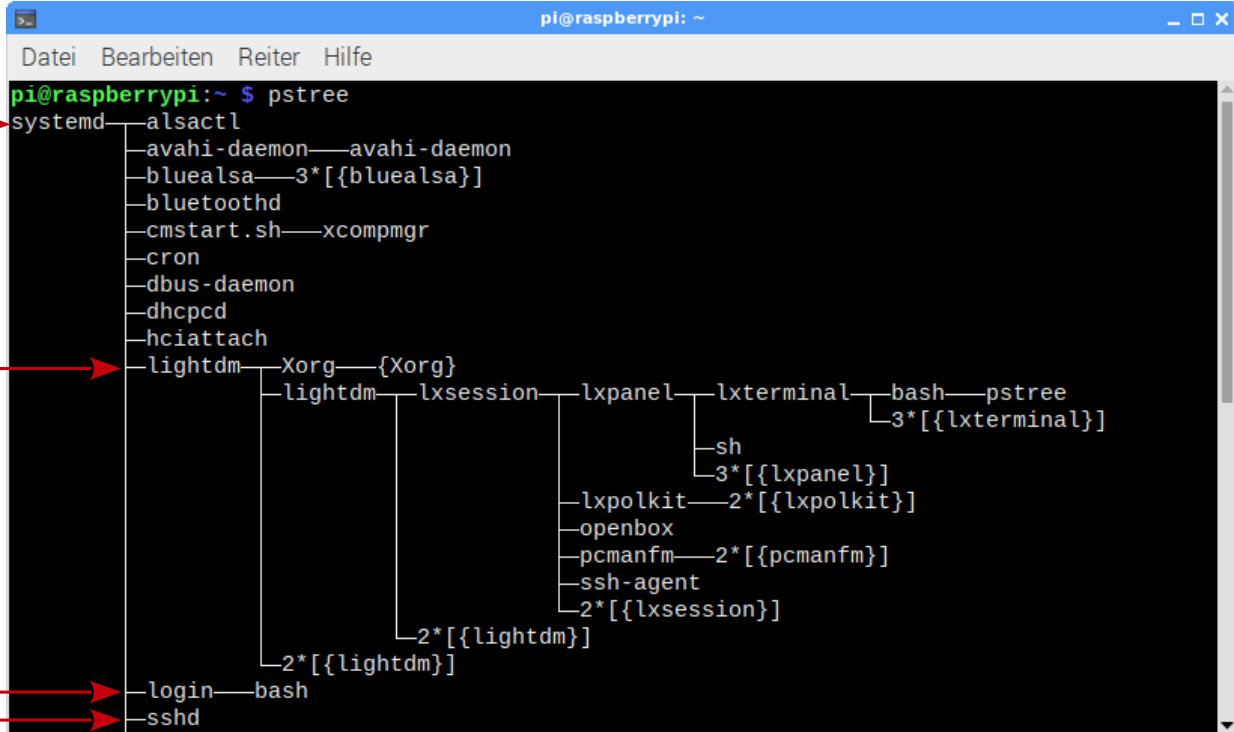 pi@raspberrypi: ~
Datei Bearbeiten Reiter Hilfe
pi@raspberrypi:~ $ pstree
systemd─┬─alsactl
        ├─avahi-daemon───avahi-daemon
        ├─bluealsa───3*[{bluealsa}]
        ├─bluetoothd
        ├─cmstart.sh───xcompmgr
        ├─cron
        ├─dbus-daemon
        ├─dhcpcd
        ├─hciattach
        ├─lightdm─┬─Xorg───{Xorg}
        │         ├─lightdm─┬─lxsession─┬─lxpanel─┬─lxterminal─┬─bash───pstree
        │         │         │           │         │            └─3*[{lxterminal}]
        │         │         │           │         ├─sh
        │         │         │           │         └─3*[{lxpanel}]
        │         │         │           ├─lxpolkit───2*[{lxpolkit}]
        │         │         │           ├─openbox
        │         │         │           ├─pcmanfm───2*[{pcmanfm}]
        │         │         │           ├─ssh-agent
        │         │         │           └─2*[{lxsession}]
        │         │         └─2*[{lightdm}]
        │         └─2*[{lightdm}]
        ├─login───bash
        ├─sshd